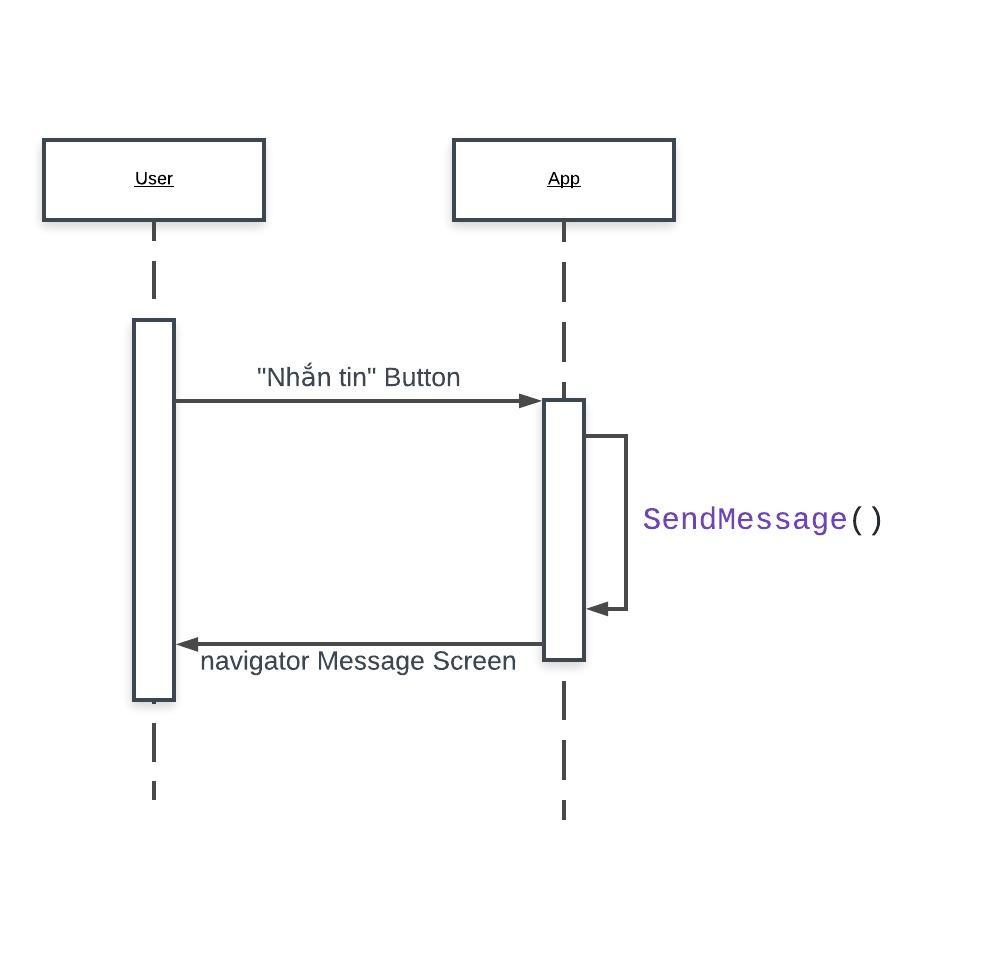 User
App
"Nhắn tin" Button
SendMessage()
navigator Message Screen